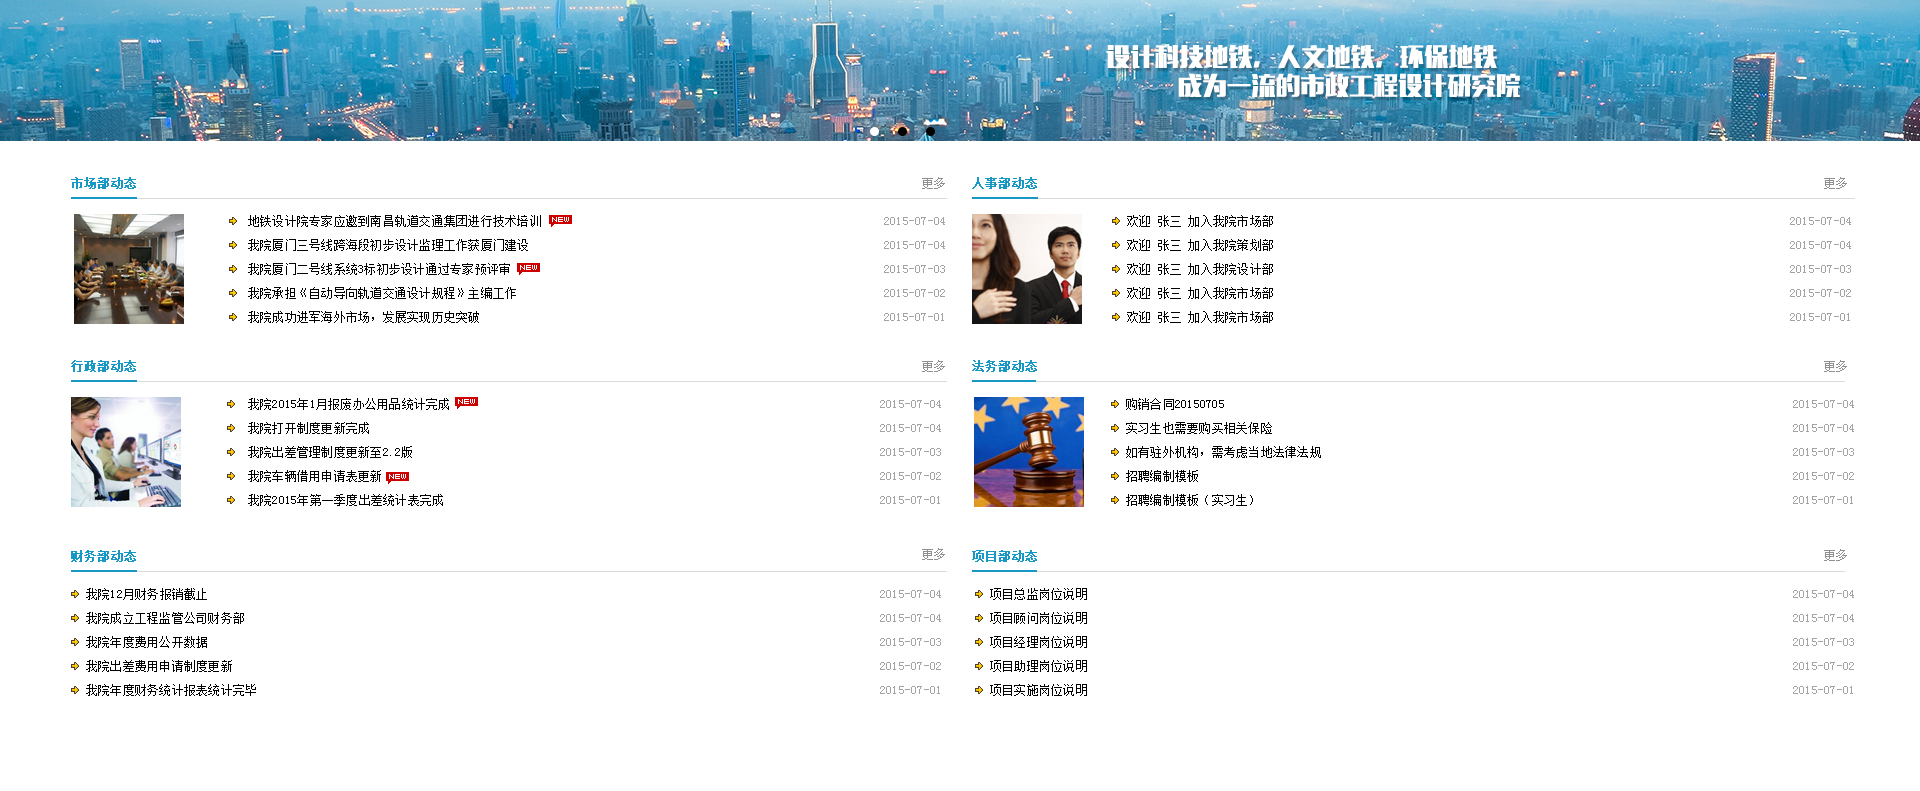 设计科技地铁，人文地铁，环保地铁
成为一流的市政工程设计研究院
市场部动态 更多
地铁设计院专家应邀到南昌轨道交通集团进行技术培训 NEW 2015-07-04
我院厦门三号线跨海段初步设计监理工作获厦门建设 2015-07-04
我院厦门二号线系统3标初步设计通过专家预评审 NEW 2015-07-03
我院承担《自动导向轨道交通设计规程》主编工作 2015-07-02
我院成功进军海外市场，发展实现历史突破 2015-07-01
人事部动态 更多
欢迎 张三 加入我院市场部 2015-07-04
欢迎 张三 加入我院策划部 2015-07-04
欢迎 张三 加入我院设计部 2015-07-03
欢迎 张三 加入我院市场部 2015-07-02
欢迎 张三 加入我院市场部 2015-07-01
行政部动态 更多
我院2015年1月报废办公用品统计完成 NEW 2015-07-04
我院打开制度更新完成 2015-07-04
我院出差管理制度更新至2.2版 2015-07-03
我院车辆借用申请表更新 NEW 2015-07-02
我院2015年第一季度出差统计表完成 2015-07-01
法务部动态 更多
购销合同20150705 2015-07-04
实习生也需要购买相关保险 2015-07-04
如有驻外机构，需考虑当地法律法规 2015-07-03
招聘编制模板 2015-07-02
招聘编制模板（实习生） 2015-07-01
财务部动态 更多
我院12月财务报销截止 2015-07-04
我院成立工程监管公司财务部 2015-07-04
我院年度费用公开数据 2015-07-03
我院出差费用申请制度更新 2015-07-02
我院年度财务统计报表统计完毕 2015-07-01
项目部动态 更多
项目总监岗位说明 2015-07-04
项目顾问岗位说明 2015-07-04
项目经理岗位说明 2015-07-03
项目助理岗位说明 2015-07-02
项目实施岗位说明 2015-07-01